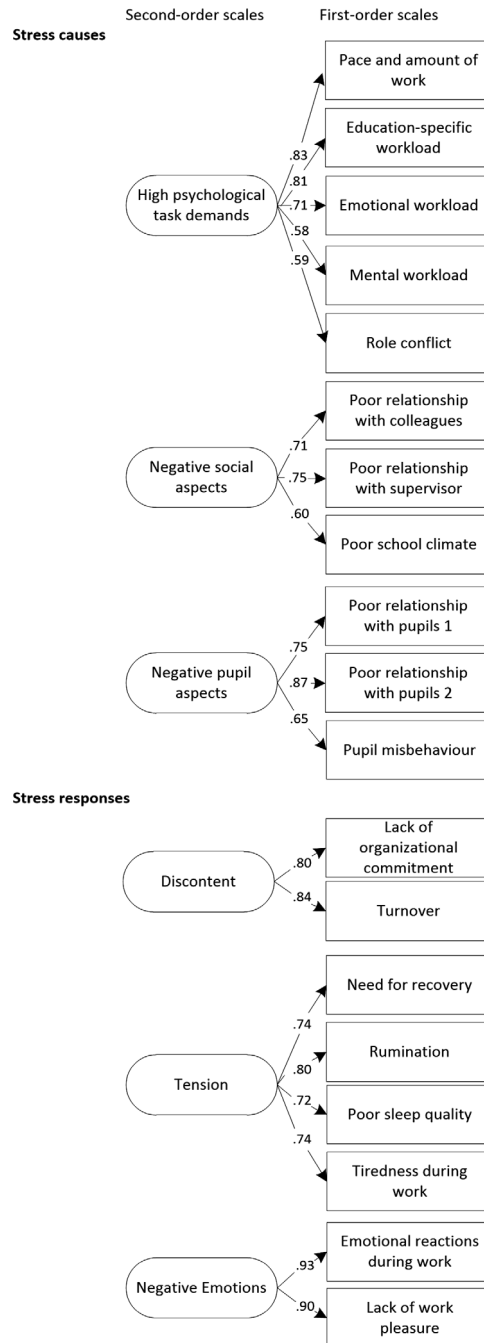 Second-order scales First-order scales
Stress causes
Pace and amount of
work
Education-specific
workload
.83
.81
High psychological
task demands
.71
Emotional workload
.58
.59
Mental workload
Role conflict
Poor relationship
with colleagues
.71
Negative social
aspects
.75
Poor relationship
with supervisor
.60
Poor school climate
Poor relationship
with pupils 1
.75
Negative pupil
aspects
.87
Poor relationship
with pupils 2
.65
Pupil misbehaviour
Stress responses
Lack of
organizational
commitment
.80
Discontent
.84
Turnover
Need for recovery
.74
Rumination
.80
Tension
.72
Poor sleep quality
.74
Tiredness during
work
Emotional reactions
during work
.93
Negative Emotions
.90
Lack of work
pleasure